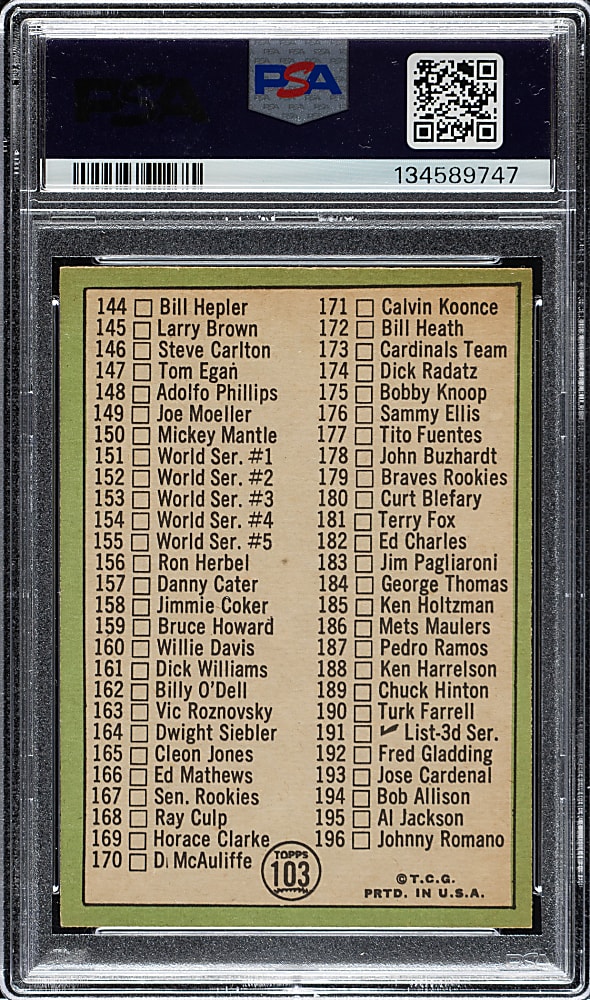 PSA
PSA
134589747
144 Bill Hepler
145 Larry Brown
146 Steve Carlton
147 Tom Egan
148 Adolfo Phillips
149 Joe Moeller
150 Mickey Mantle
151 World Ser. #1
152 World Ser. #2
153 World Ser. #3
154 World Ser. #4
155 World Ser. #5
156 Ron Herbel
157 Danny Cater
158 Jimmie Coker
159 Bruce Howard
160 Willie Davis
161 Dick Williams
162 Billy O'Dell
163 Vic Roznovsky
164 Dwight Siebler
165 Cleon Jones
166 Ed Mathews
167 Sen. Rookies
168 Ray Culp
169 Horace Clarke
170 D. McAuliffe
171 Calvin Koonce
172 Bill Heath
173 Cardinals Team
174 Dick Radatz
175 Bobby Knoop
176 Sammy Ellis
177 Tito Fuentes
178 John Buzhardt
179 Braves Rookies
180 Curt Blefary
181 Terry Fox
182 Ed Charles
183 Jim Pagliaroni
184 George Thomas
185 Ken Holtzman
186 Mets Maulers
187 Pedro Ramos
188 Ken Harrelson
189 Chuck Hinton
190 Turk Farrell
191 List-3d Ser.
192 Fred Gladding
193 Jose Cardenal
194 Bob Allison
195 Al Jackson
196 Johnny Romano
TOPPS
103
©T.C.G.
PRTD. IN U.S.A.